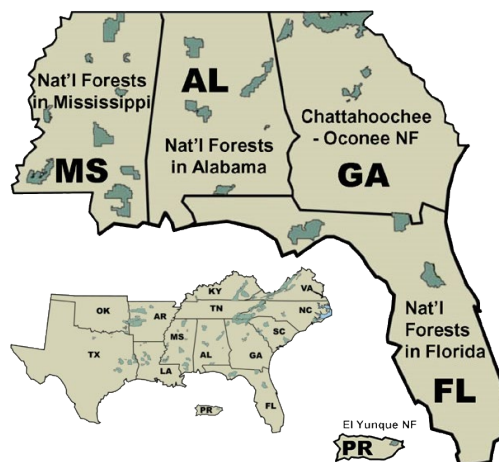 Nat'l Forests
in Mississippi
AL
Chattahoochee
- Oconee NF
MS
Nat'l Forests
in Alabama
GA
Nat'l
Forests
in Florida
FL
El Yunque NF
PR
KY
VA
OK
AR
TN
NC
MS
SC
TX
AL
GA
LA
FL
PR